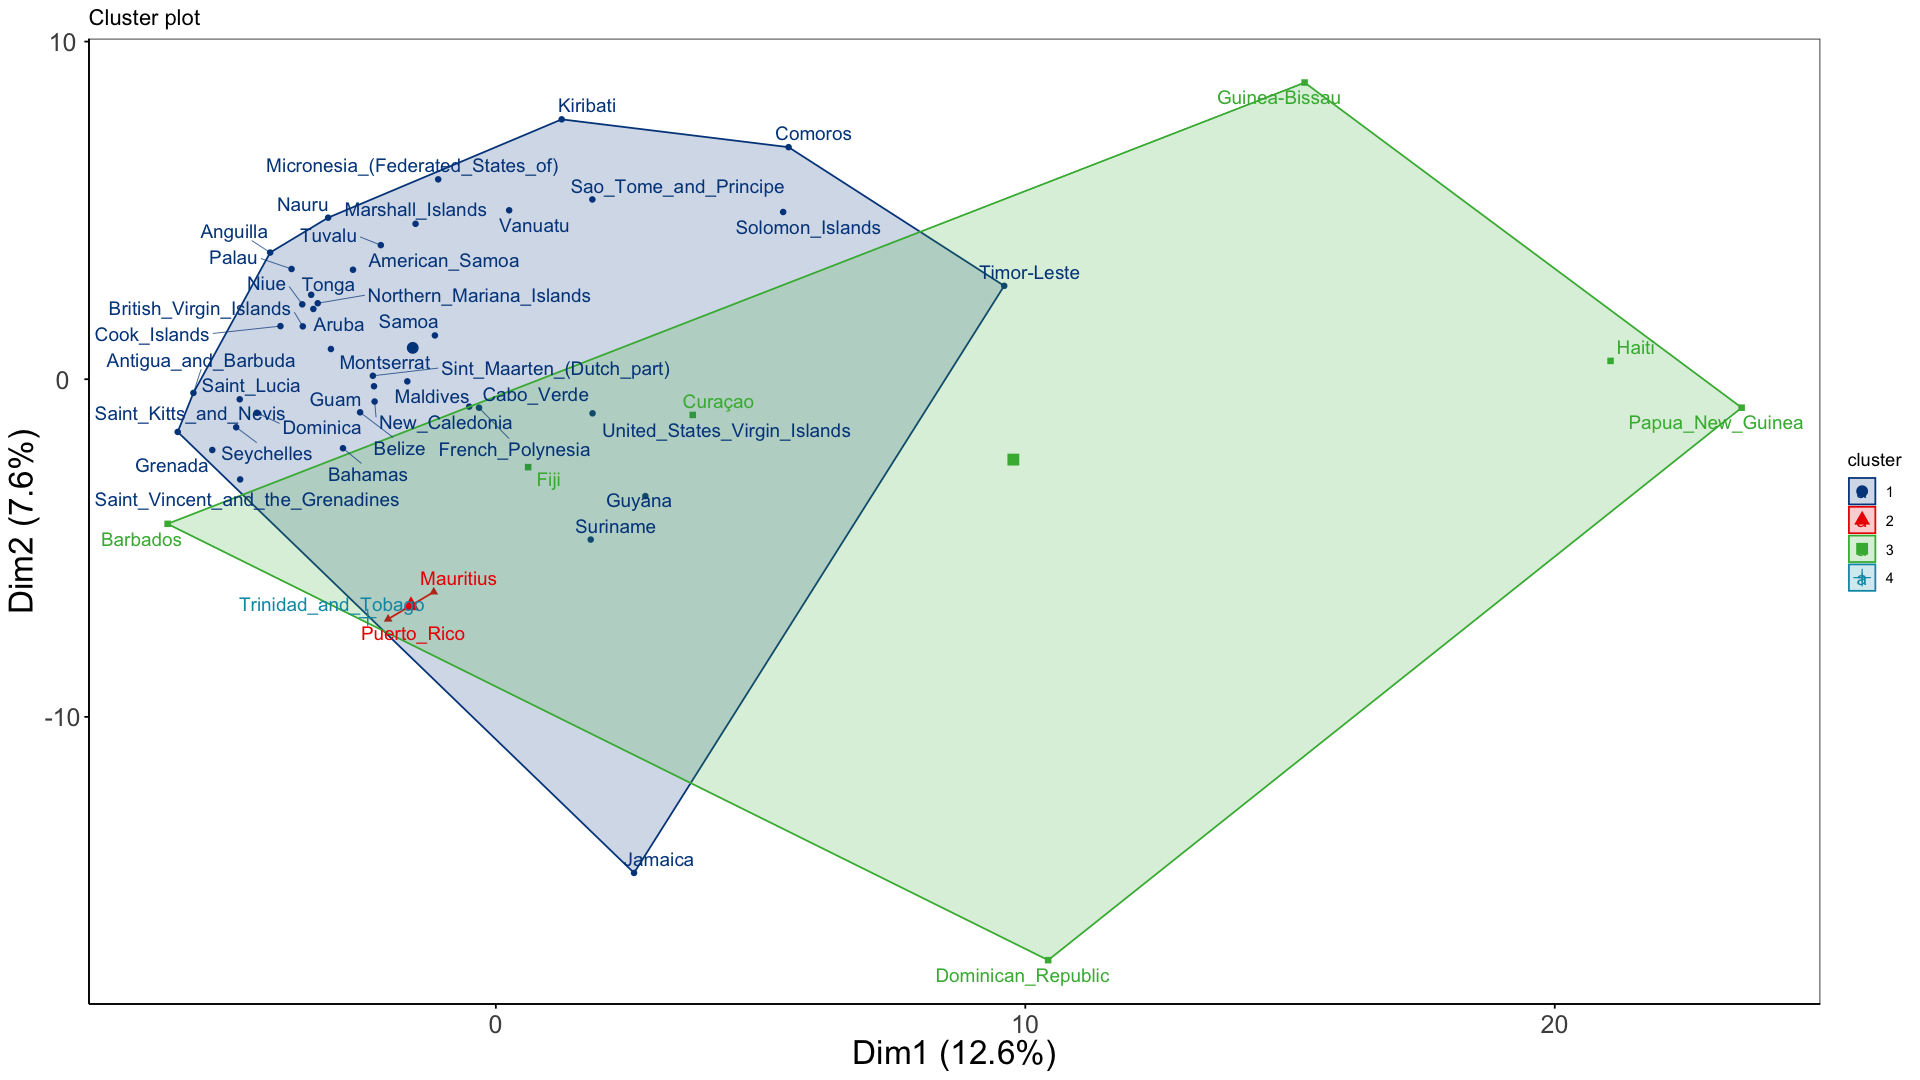 Cluster plot
10
Guinea-Bissau
Kiribati
Comoros
Micronesia_(Federated_States_of)
Sao_Tome_and_Principe
Nauru
Marshall_Islands
Vanuatu
Solomon_Islands
Anguilla
Tuvalu
Palau
American_Samoa
Timor-Leste
Niue
Tonga
Northern_Mariana_Islands
British_Virgin_Islands
Aruba
Samoa
Cook_Islands
Haiti
Antigua_and_Barbuda
Montserrat
Sint_Maarten_(Dutch_part)
0
Saint_Lucia
Guam
Maldives
Cabo_Verde
Curaçao
Saint_Kitts_and_Nevis
Dominica
New_Caledonia
United_States_Virgin_Islands
Papua_New_Guinea
Grenada
Seychelles
Belize
French_Polynesia
Bahamas
Fiji
Saint_Vincent_and_the_Grenadines
Guyana
Suriname
Barbados
Mauritius
Trinidad_and_Tobago
Puerto_Rico
-10
Jamaica
Dominican_Republic
0
10
20
Dim1 (12.6%)
Dim2 (7.6%)
cluster
a 1
a 2
a 3
a 4